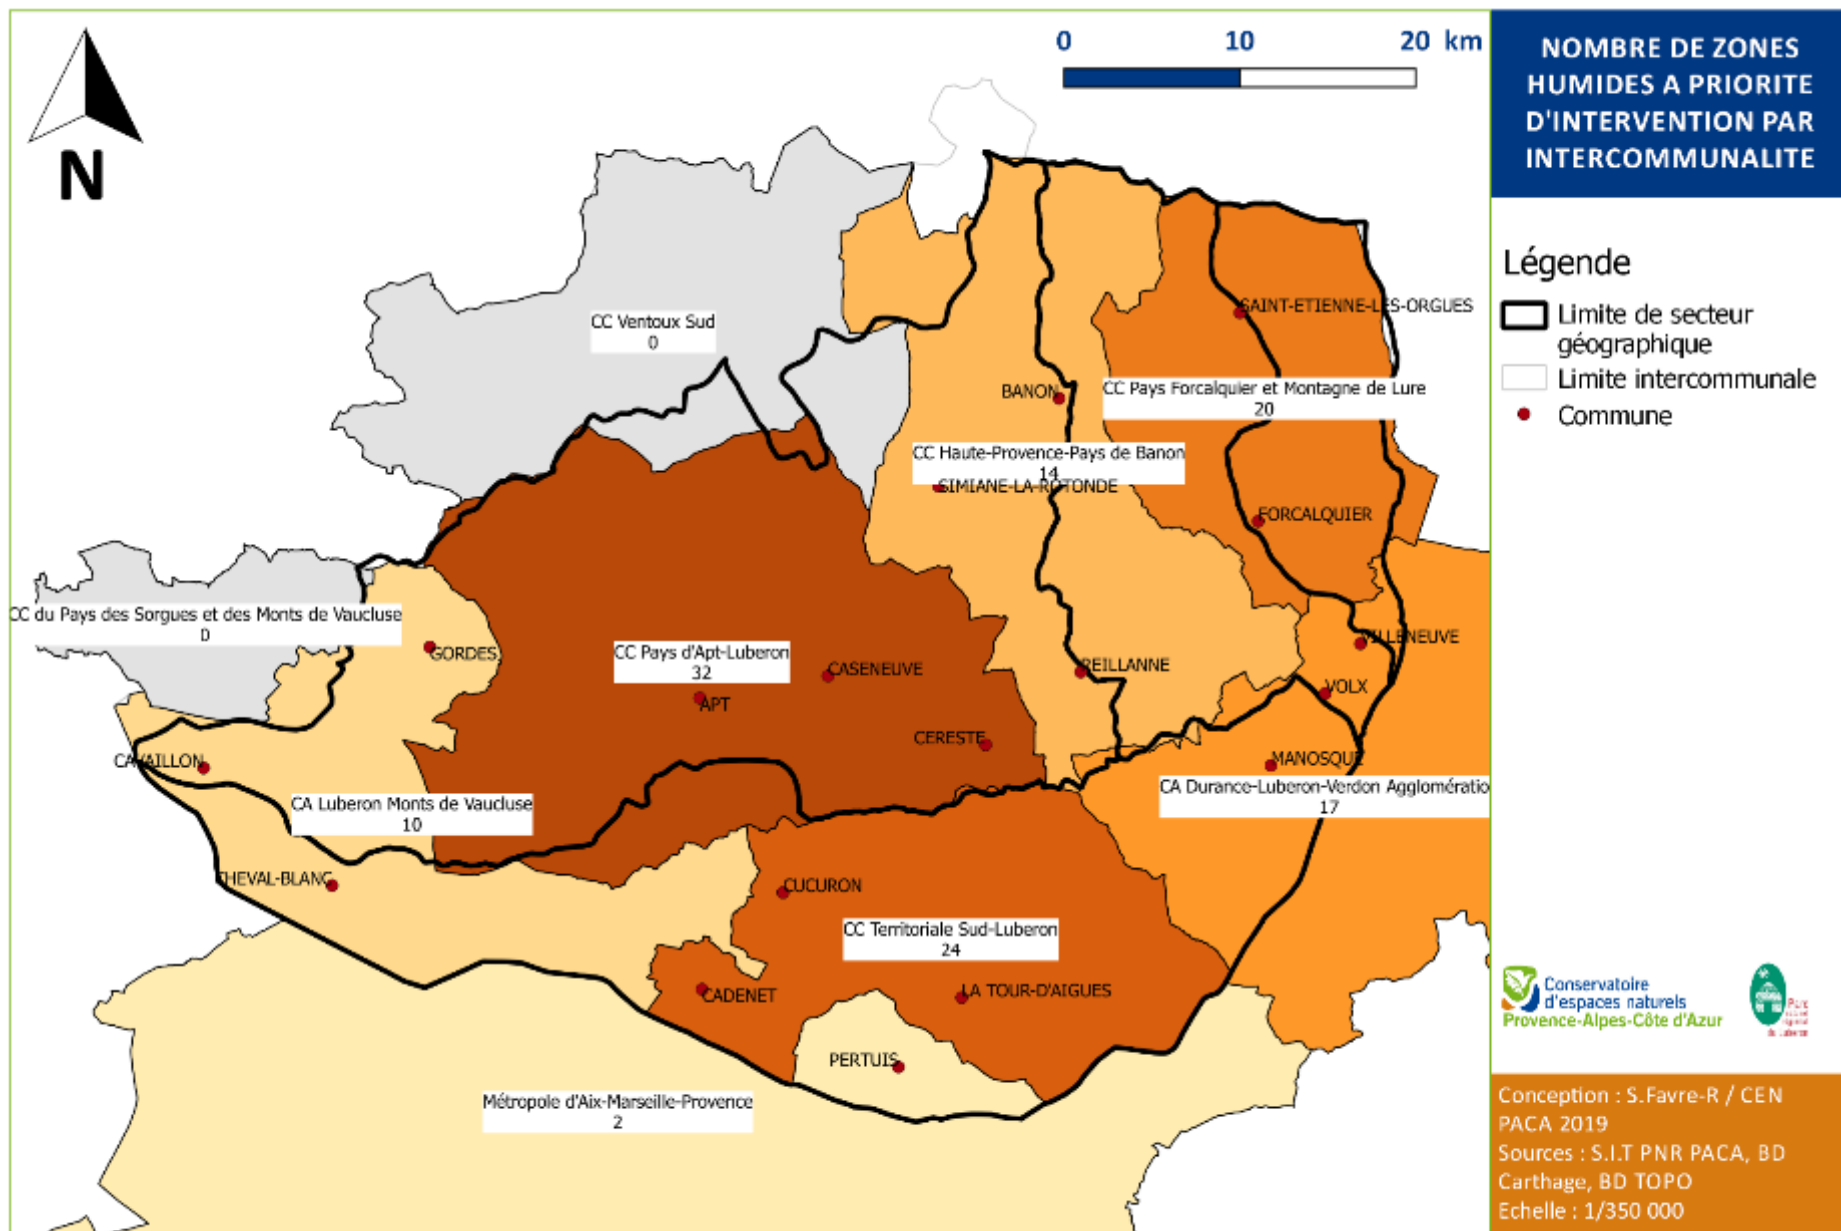 0 10 20 km
N
NOMBRE DE ZONES
HUMIDES A PRIORITE
D'INTERVENTION PAR
INTERCOMMUNALITE
Légende
Limite de secteur
géographique
Limite intercommunale
Commune
CC Ventoux Sud
0
SAINT-ETIENNE-LES-ORGUES
BANON
CC Pays Forcalquier et Montagne de Lure
20
CC Haute-Provence-Pays de Banon
14
SIMIANE-LA-ROTONDE
FORCALQUIER
CC du Pays des Sorgues et des Monts de Vaucluse
0
GORDES
CC Pays d'Apt-Luberon
32
CASENEUVE
APT
CERESTE
REILLANNE
VILLENEUVE
VOLX
MANOSQUE
CA Durance-Luberon-Verdon Agglomératio
17
CAVAILLON
CA Luberon Monts de Vaucluse
10
CHEVAL-BLANC
CUCURON
CC Territoriale Sud-Luberon
24
CADENET
LA TOUR-D'AIGUES
PERTUIS
Métropole d'Aix-Marseille-Provence
2
Conservatoire
d'espaces naturels
Provence-Alpes-Côte d'Azur
Conception : S.Favre-R / CEN
PACA 2019
Sources : S.I.T PNR PACA, BD
Carthage, BD TOPO
Echelle : 1/350 000